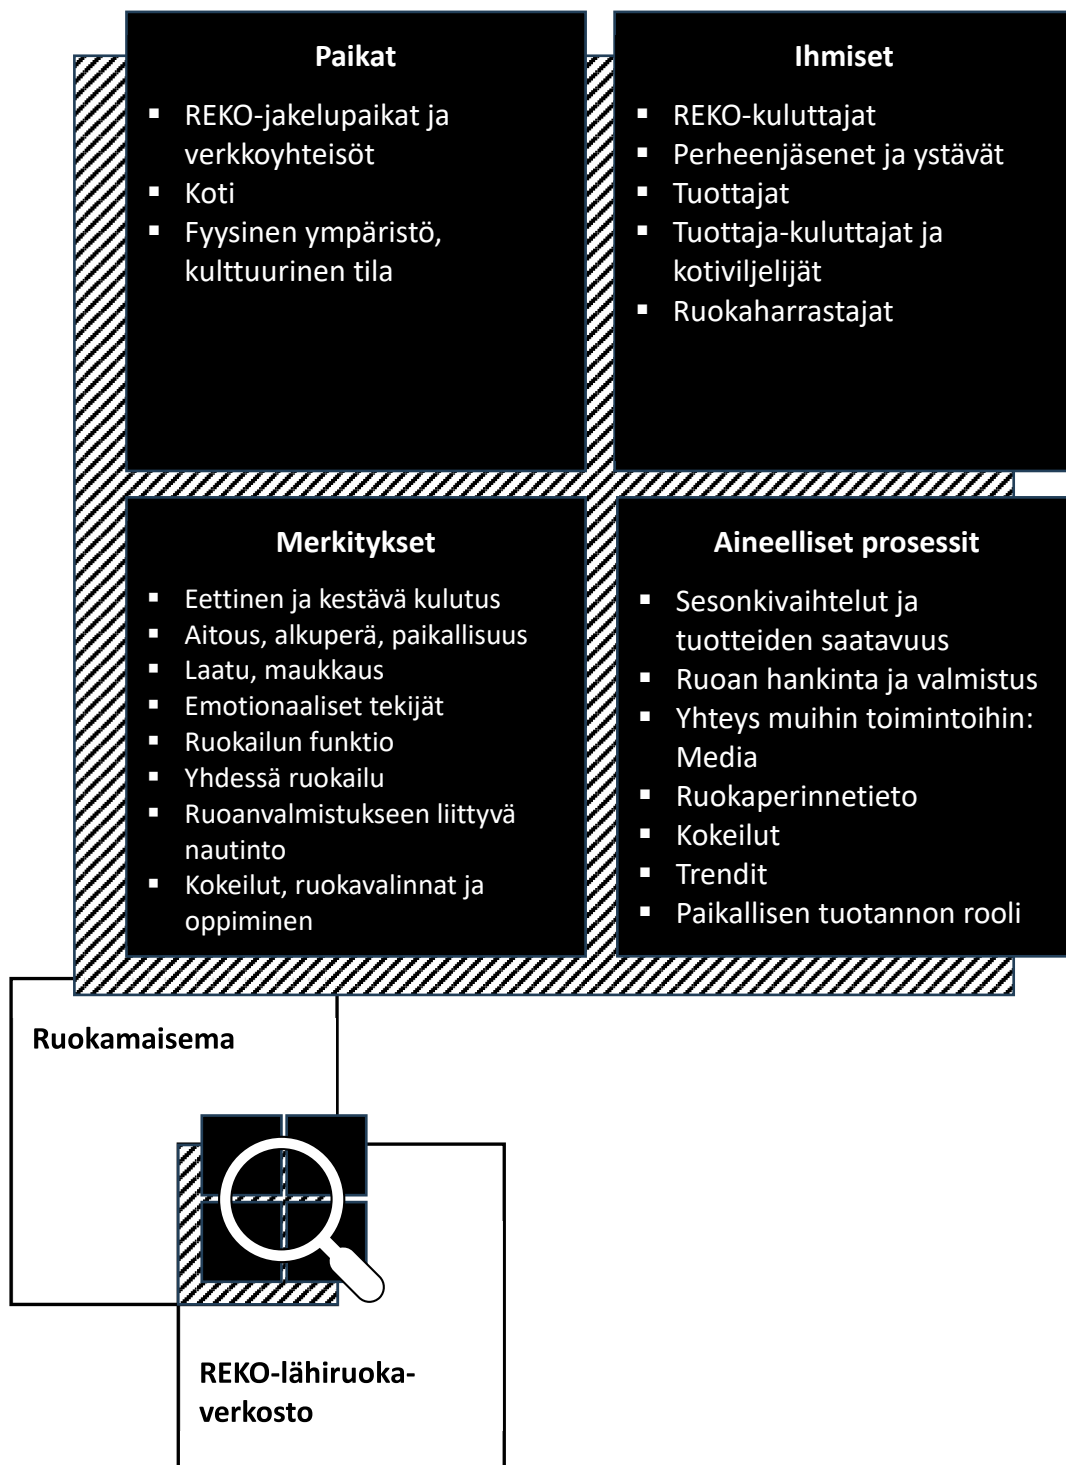 Paikat
▪ REKO-jakelupaikat ja
verkkoyhteisöt
▪ Koti
▪ Fyysinen ympäristö,
kulttuurinen tila
Ihmiset
▪ REKO-kuluttajat
▪ Perheenjäsenet ja ystävät
▪ Tuottajat
▪ Tuottaja-kuluttajat ja
kotiviljelijät
▪ Ruokaharrastajat
Merkitykset
▪ Eettinen ja kestävä kulutus
▪ Aitous, alkuperä, paikallisuus
▪ Laatu, maukkaus
▪ Emotionaaliset tekijät
▪ Ruokailun funktio
▪ Yhdessä ruokailu
▪ Ruoanvalmistukseen liittyvä
nautinto
▪ Kokeilut, ruokavalinnat ja
oppiminen
Aineelliset prosessit
▪ Sesonkivaihtelut ja
tuotteiden saatavuus
▪ Ruoan hankinta ja valmistus
▪ Yhteys muihin toimintoihin:
Media
▪ Ruokaperinnetieto
▪ Kokeilut
▪ Trendit
▪ Paikallisen tuotannon rooli
Ruokamaisema
REKO-lähiruoka-
verkosto